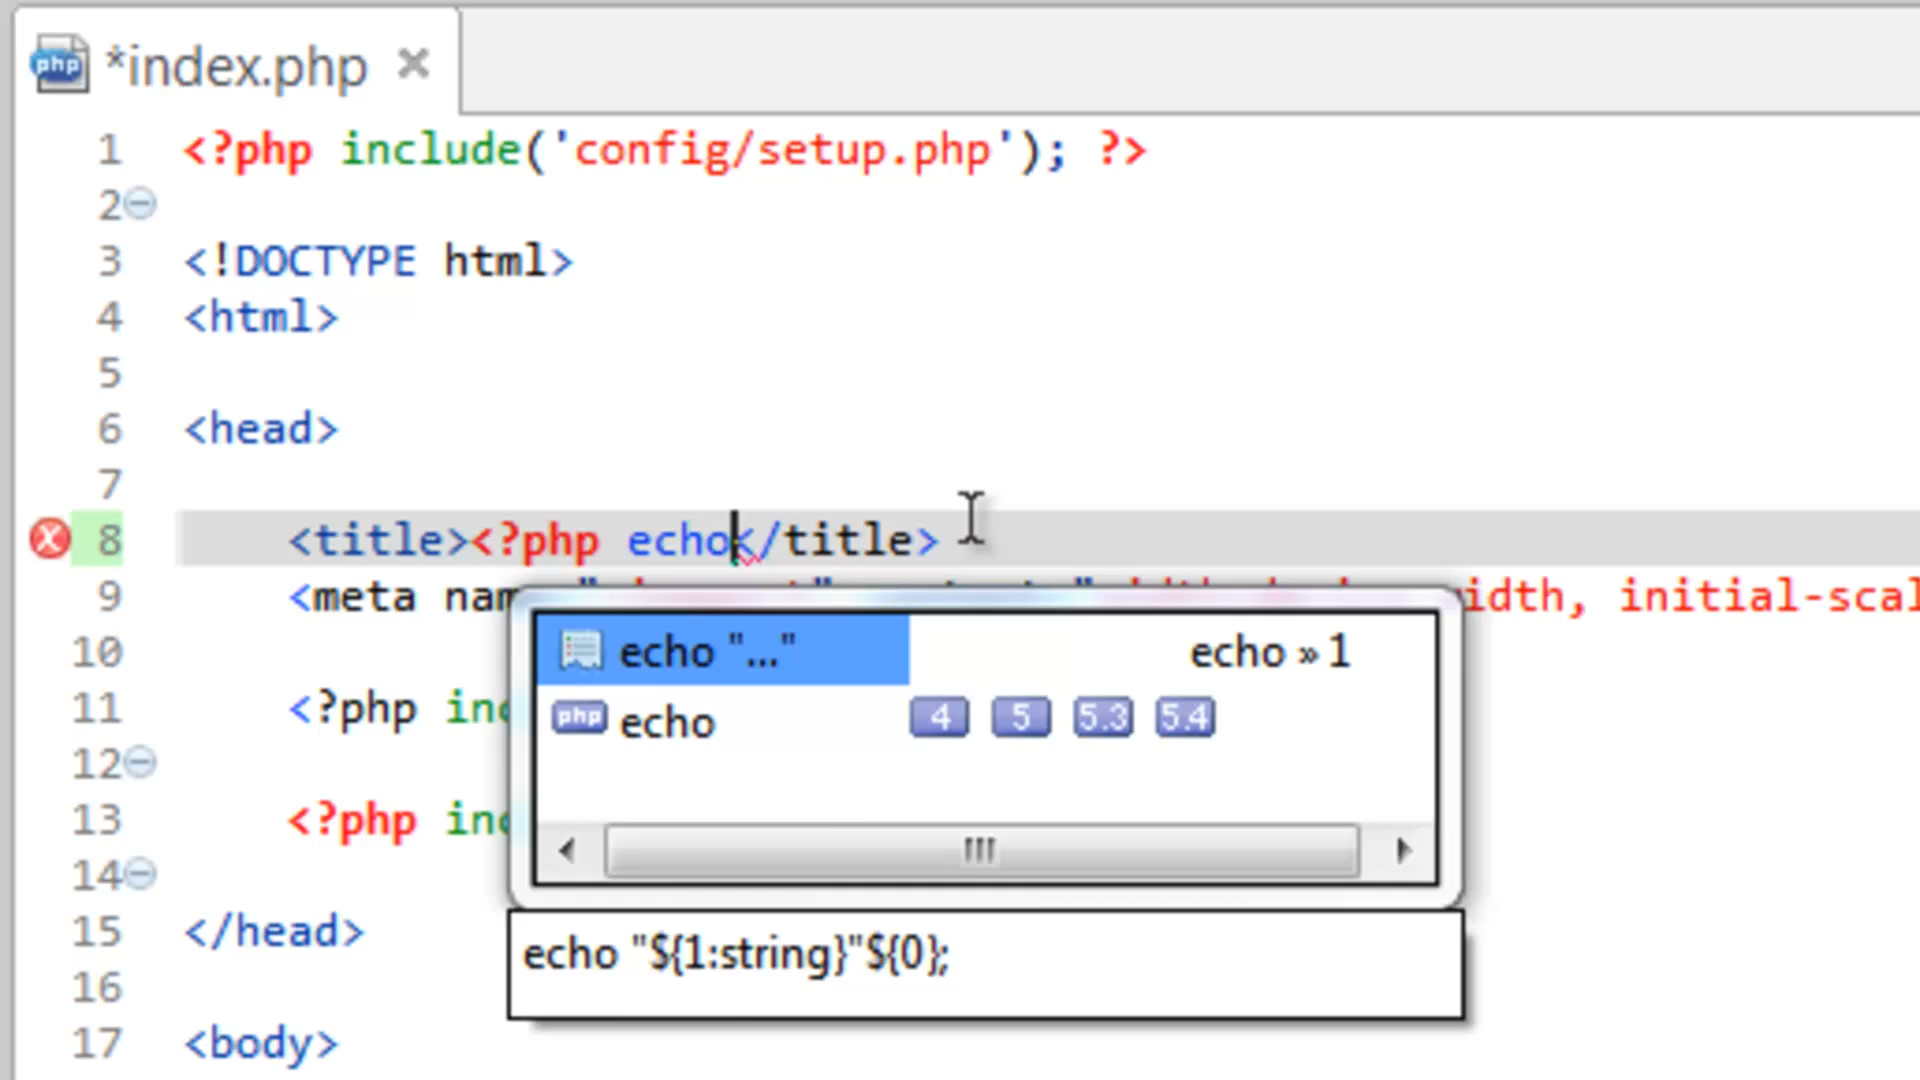 php *index.php
1 <?php include('config/setup.php'); ?>
2
3 <!DOCTYPE html>
4 <html>
5
6 <head>
7
8 <title><?php echo</title>
9 <meta nam idth, initial-scal
10
11 <?php inc
12
13 <?php inc
14
15 </head>
16
17 <body>
echo "..." echo » 1
php echo 4 5 5.3 5.4
echo "${1:string}"${0};